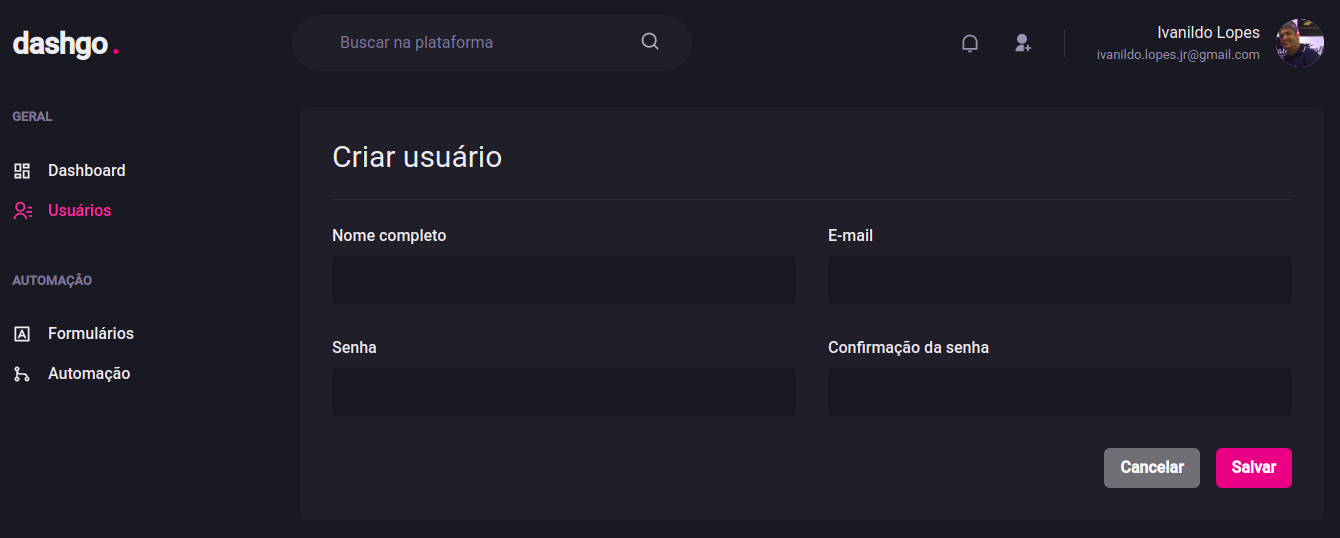 dashgo.
Buscar na plataforma
Ivanildo Lopes
ivanildo.lopes.jr@gmail.com
GERAL
Dashboard
Usuários
AUTOMAÇÂO
Formulários
Automação
Criar usuário
Nome completo
E-mail
Senha
Confirmação da senha
Cancelar
Salvar